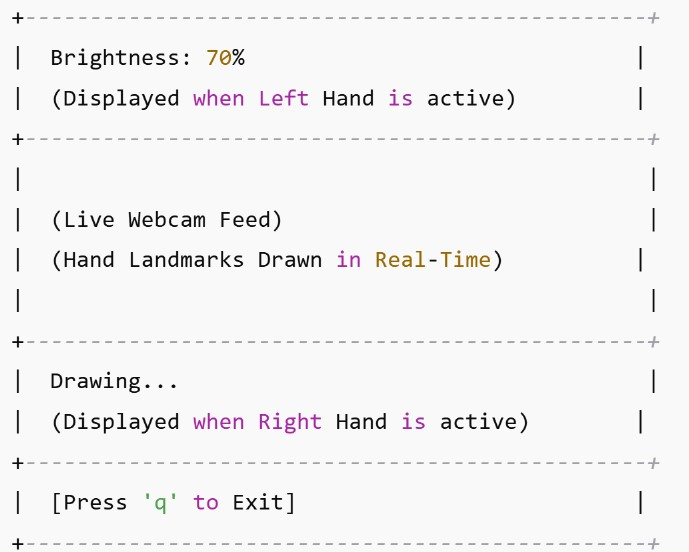 Brightness: 70%
(Displayed when Left Hand is active)
(Live Webcam Feed)
(Hand Landmarks Drawn in Real-Time)
Drawing...
(Displayed when Right Hand is active)
[Press 'q' to Exit]